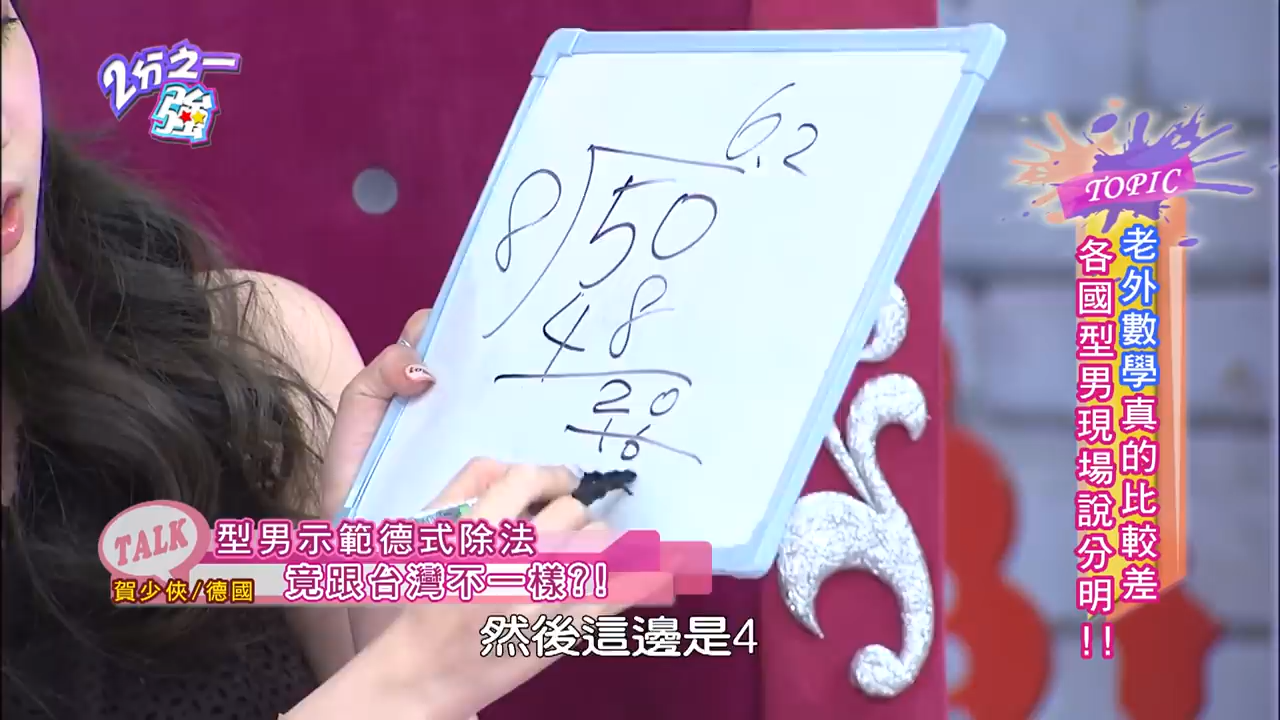 2分之一
強
6.2
8)50
48
20
16
TOPIC
老外數學真的比較差
各國型男現場說分明!!
TALK
型男示範德式除法
賀少俠/德國
竟跟台灣不一樣?!
然後這邊是4